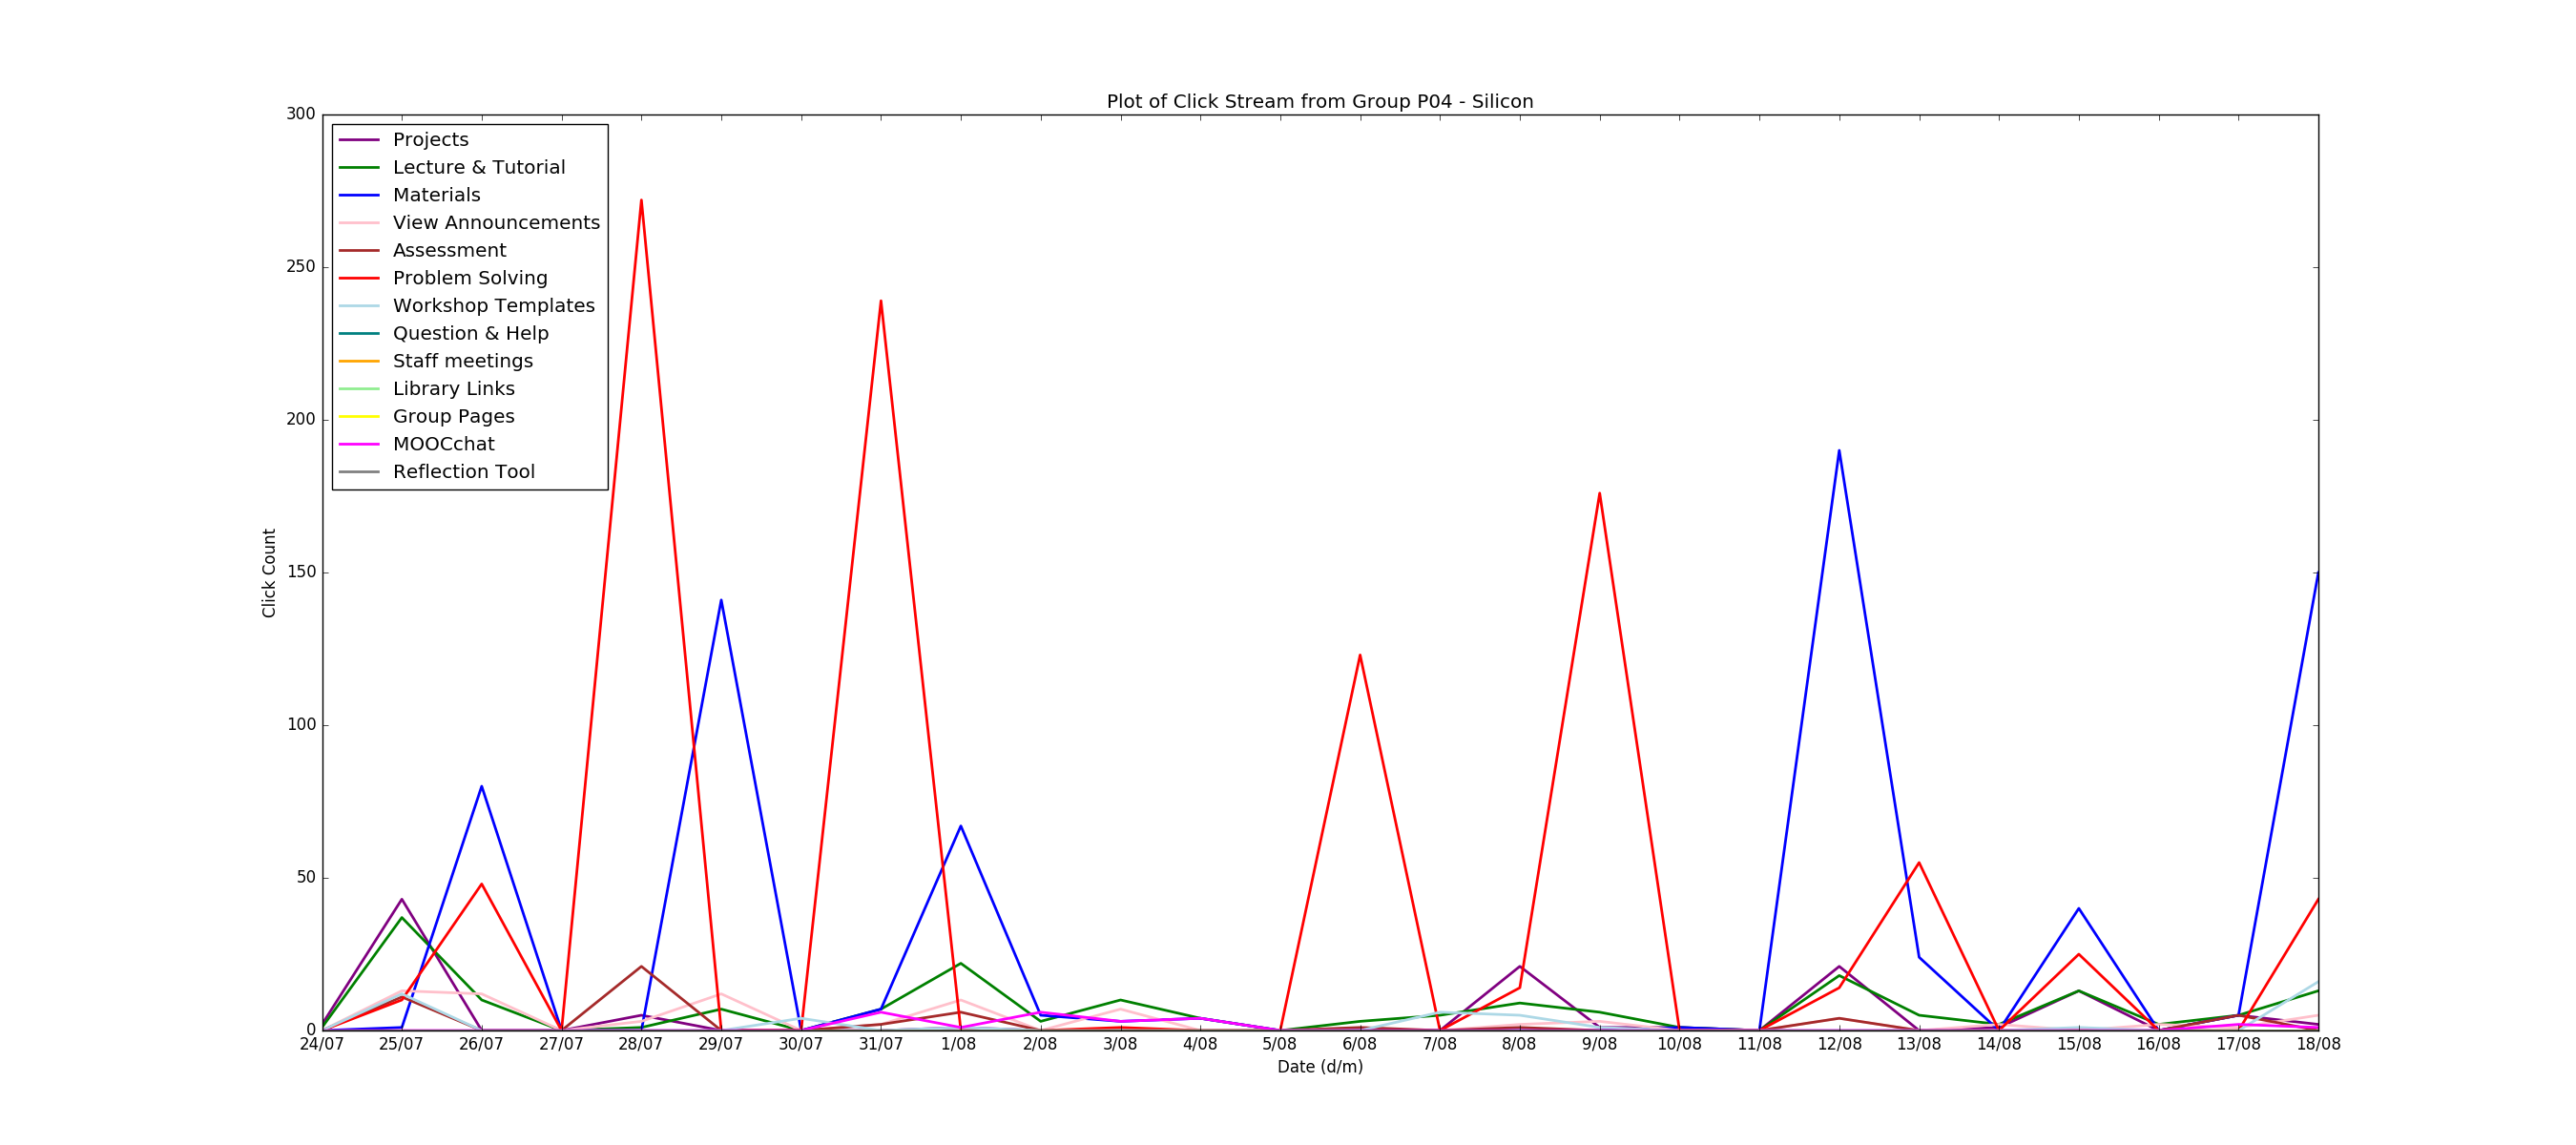 Plot of Click Stream from Group P04 - Silicon
300
250
200
150
100
50
0
Click Count
Projects
Lecture & Tutorial
Materials
View Announcements
Assessment
Problem Solving
Workshop Templates
Question & Help
Staff meetings
Library Links
Group Pages
MOOCchat
Reflection Tool
24/07 25/07 26/07 27/07 28/07 29/07 30/07 31/07 1/08 2/08 3/08 4/08 5/08 6/08 7/08 8/08 9/08 10/08 11/08 12/08 13/08 14/08 15/08 16/08 17/08 18/08
Date (d/m)